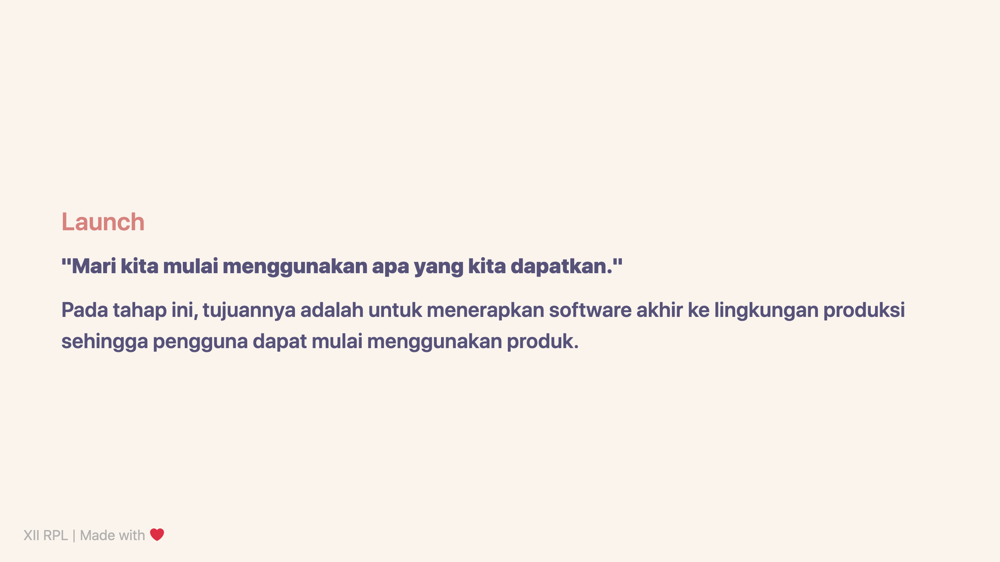 Launch
"Mari kita mulai menggunakan apa yang kita dapatkan."
Pada tahap ini, tujuannya adalah untuk menerapkan software akhir ke lingkungan produksi
sehingga pengguna dapat mulai menggunakan produk.
XII RPL | Made with ❤️